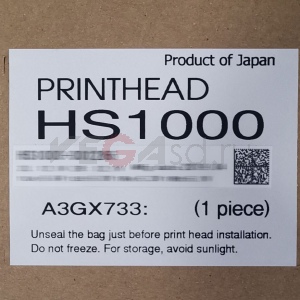 Product of Japan
PRINTHEAD
HS1000
A3GX733: (1 piece)
Unseal the bag just before print head installation.
Do not freeze. For storage, avoid sunlight.